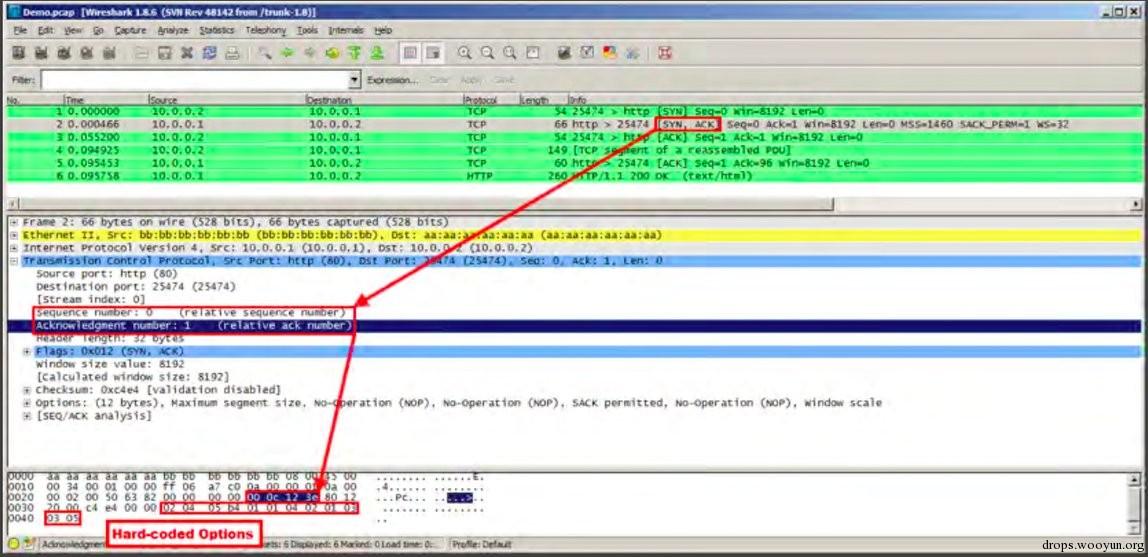 Demo.pcap [Wireshark 1.8.6 (SVN Rev 48142 from /trunk-1.8)]
File Edit View Go Capture Analyze Statistics Telephony Tools Internals Help
Filter: Expression... Clear Apply Save
No. Time Source Destination Protocol Length Info
1 0.000000 10.0.0.2 10.0.0.1 TCP 54 25474 > http [SYN] Seq=0 Win=8192 Len=0
2 0.000466 10.0.0.1 10.0.0.2 TCP 66 http > 25474 [SYN, ACK] Seq=0 Ack=1 Win=8192 Len=0 MSS=1460 SACK_PERM=1 WS=32
3 0.055200 10.0.0.2 10.0.0.1 TCP 54 25474 > http [ACK] Seq=1 Ack=1 Win=8192 Len=0
4 0.094925 10.0.0.2 10.0.0.1 TCP 149 [TCP segment of a reassembled PDU]
5 0.095453 10.0.0.1 10.0.0.2 TCP 60 http > 25474 [ACK] Seq=1 Ack=96 Win=8192 Len=0
6 0.095758 10.0.0.1 10.0.0.2 HTTP 260 HTTP/1.1 200 OK (text/html)
Frame 2: 66 bytes on wire (528 bits), 66 bytes captured (528 bits)
Ethernet II, Src: bb:bb:bb:bb:bb:bb (bb:bb:bb:bb:bb:bb), Dst: aa:aa:aa:aa:aa:aa (aa:aa:aa:aa:aa:aa)
Internet Protocol Version 4, Src: 10.0.0.1 (10.0.0.1), Dst: 10.0.0.2 (10.0.0.2)
Transmission Control Protocol, Src Port: http (80), Dst Port: 25474 (25474), Seq: 0, Ack: 1, Len: 0
Source port: http (80)
Destination port: 25474 (25474)
[Stream index: 0]
Sequence number: 0 (relative sequence number)
Acknowledgment number: 1 (relative ack number)
Header length: 32 bytes
Flags: 0x012 (SYN, ACK)
Window size value: 8192
[Calculated window size: 8192]
Checksum: 0xc4e4 [validation disabled]
Options: (12 bytes), Maximum segment size, No-Operation (NOP), No-Operation (NOP), SACK permitted, No-Operation (NOP), Window scale
[SEQ/ACK analysis]
0000 aa aa aa aa aa aa bb bb bb bb bb bb 08 00 45 00 ........ ......E.
0010 00 34 00 01 00 00 ff 06 a7 c0 0a 00 00 01 0a 00 .4...... ........
0020 00 02 00 50 63 82 00 00 00 00 00 0c 12 3e 80 12 ...Pc... .....>..
0030 20 00 c4 e4 00 00 02 04 05 b4 01 01 04 02 01 03
0040 03 05 ..
Hard-coded Options
Acknowledgmen ets: 6 Displayed: 6 Marked: 0 Load time: 0:. Profile: Default
drops.wooyun.org